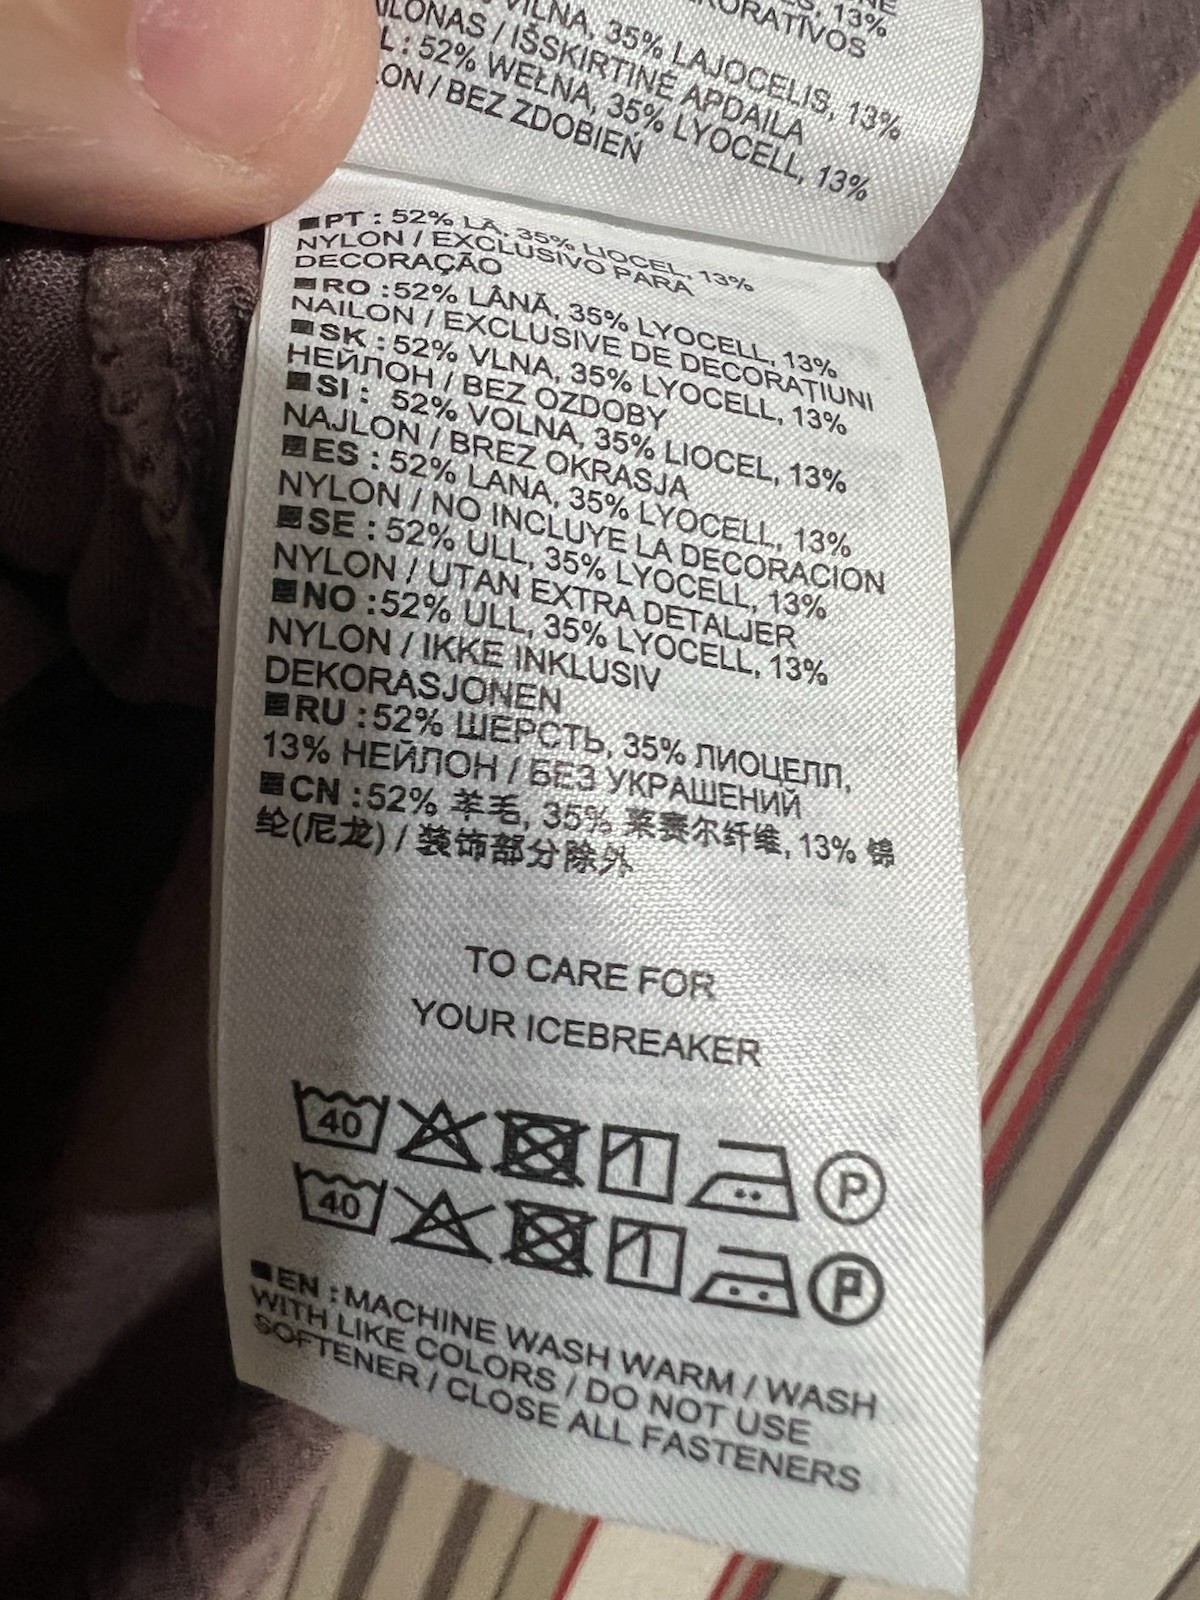 13%
VILNA, 35% LAJOCELIS, 13%
/ IŠSKIRTINĖ APDAILA
L : 52% WEŁNA, 35% LYOCELL, 13%
/ BEZ ZDOBIEŃ
■PT : 52% LÃ, 35% LIOCEL, 13%
NYLON / EXCLUSIVO PARA
DECORAÇÃO
■RO :52% LÂNĂ, 35% LYOCELL, 13%
NAILON / EXCLUSIVE DE DECORATIUNI
■SK :52% VLNA, 35% LYOCELL, 13%
НЕЙЛОН / BEZ OZDOBY
■SI : 52% VOLNA, 35% LIOCEL, 13%
NAJLON / BREZ OKRASJA
■ES : 52% LANA, 35% LYOCELL, 13%
NYLON / NO INCLUYE LA DECORACION
■SE : 52% ULL, 35% LYOCELL, 13%
NYLON / UTAN EXTRA DETALJER
■NO :52% ULL, 35% LYOCELL, 13%
NYLON / IKKE INKLUSIV
DEKORASJONEN
■RU :52% ШЕРСТЬ, 35% ЛИОЦЕЛЛ,
13% НЕЙЛОН / БЕЗ УКРАШЕНИЙ
■CN :52% 羊毛, 35% 莱赛尔纤维, 13% 锦
纶(尼龙) / 装饰部分除外
TO CARE FOR
YOUR ICEBREAKER
40 P
40 P
■EN : MACHINE WASH WARM / WASH
WITH LIKE COLORS / DO NOT USE
SOFTENER / CLOSE ALL FASTENERS